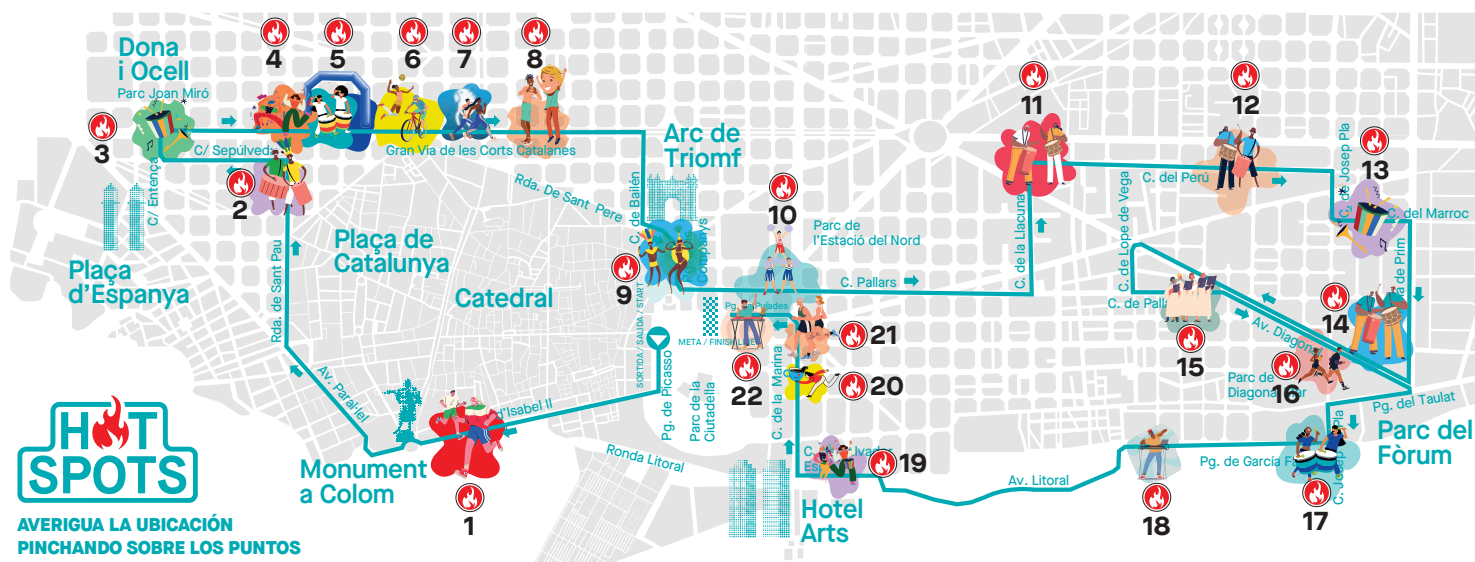 4
5
6
7
8
Dona
i Ocell
Parc Joan Miró
3
C/ Sepúlveda
Gran Via de les Corts Catalanes
2
C/ Entença
Plaça
d'Espanya
Rda. de Sant Pau
Plaça de
Catalunya
Catedral
Rda. De Sant Pere
C. de Bailén
Arc de
Triomf
9
10
Parc de
l'Estació del Nord
C. Pallars
11
C. de la Llacuna
12
C. del Perú
C. de Josep Pla
13
C. del Marroc
C. de Lope de Vega
14
15
Av. Diagonal
Parc de
16
Pg. del Taulat
Parc del
Fòrum
SORTIDA / SALIDA / START
META / FINISH LINE
Pg. de Picasso
Parc de la
Ciutadella
22
21
20
C. de la Marina
19
Hotel
Arts
Ronda Litoral
Av. Litoral
18
Pg. de García Fa
17
Av. Paral·lel
d'Isabel II
Monument
a Colom
1
HOT
SPOTS
AVERIGUA LA UBICACIÓN
PINCHANDO SOBRE LOS PUNTOS